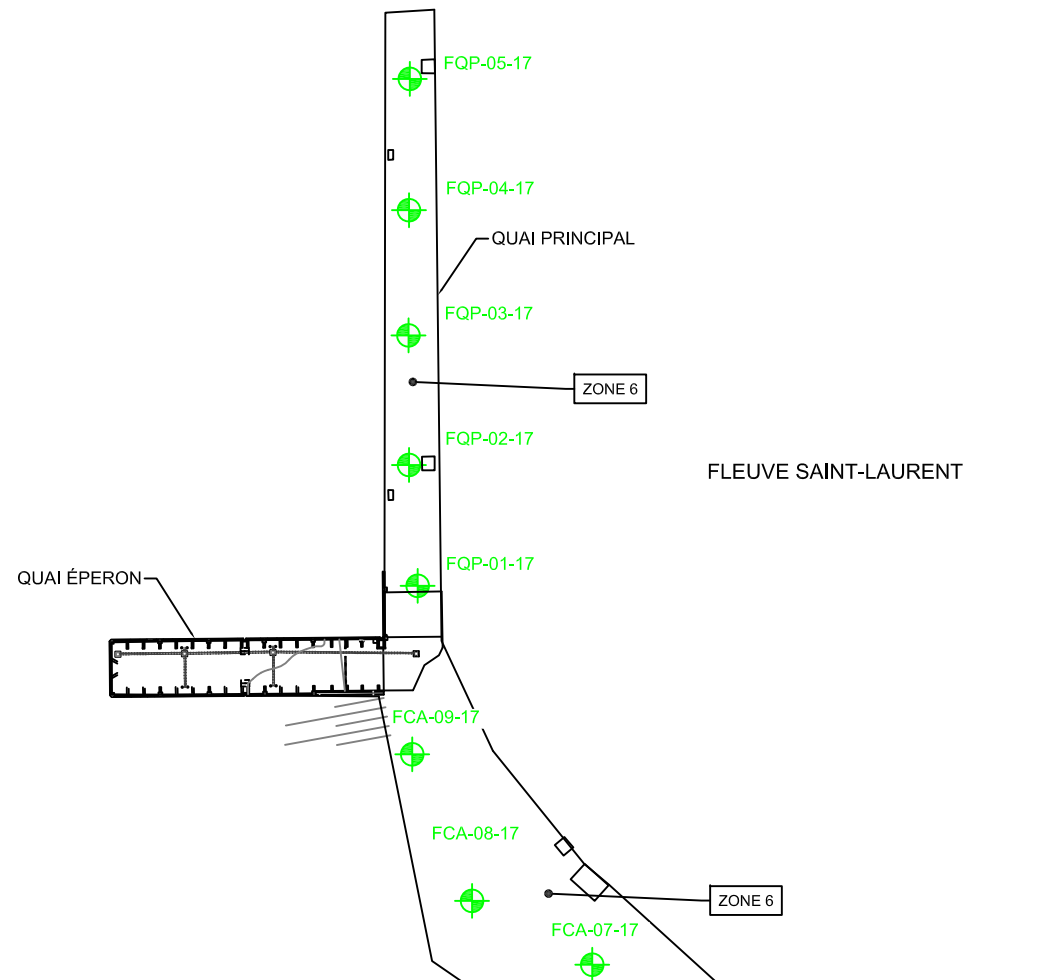 FQP-05-17
FQP-04-17
QUAI PRINCIPAL
FQP-03-17
ZONE 6
FQP-02-17
FLEUVE SAINT-LAURENT
FQP-01-17
QUAI ÉPERON
FCA-09-17
FCA-08-17
ZONE 6
FCA-07-17